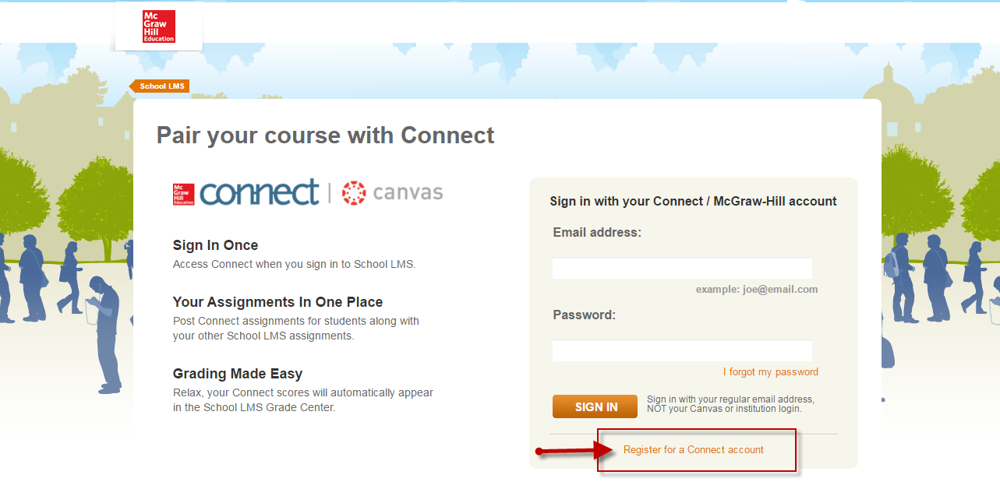 Mc
Graw
Hill
Education
School LMS
Pair your course with Connect
Mc
Graw
Hill
Education
connect | canvas
Sign In Once
Access Connect when you sign in to School LMS.
Your Assignments In One Place
Post Connect assignments for students along with
your other School LMS assignments.
Grading Made Easy
Relax, your Connect scores will automatically appear
in the School LMS Grade Center.
Sign in with your Connect / McGraw-Hill account
Email address:
example: joe@email.com
Password:
I forgot my password
SIGN IN
Sign in with your regular email address,
NOT your Canvas or institution login.
Register for a Connect account